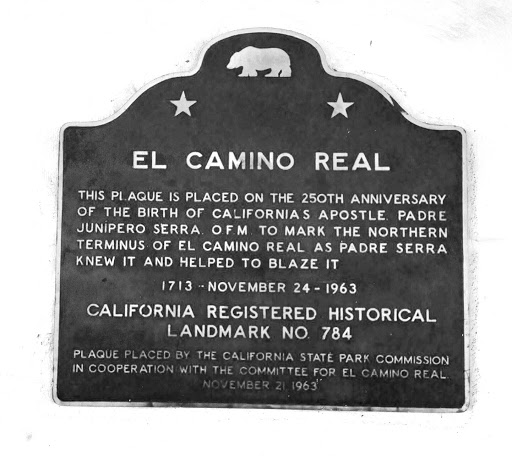 EL CAMINO REAL
THIS PLAQUE IS PLACED ON THE 250TH ANNIVERSARY
OF THE BIRTH OF CALIFORNIA'S APOSTLE, PADRE
JUNÍPERO SERRA, O.F.M. TO MARK THE NORTHERN
TERMINUS OF EL CAMINO REAL AS PADRE SERRA
KNEW IT AND HELPED TO BLAZE IT
1713 - NOVEMBER 24 - 1963
CALIFORNIA REGISTERED HISTORICAL
LANDMARK NO. 784
PLAQUE PLACED BY THE CALIFORNIA STATE PARK COMMISSION
IN COOPERATION WITH THE COMMITTEE FOR EL CAMINO REAL.
NOVEMBER 21, 1963